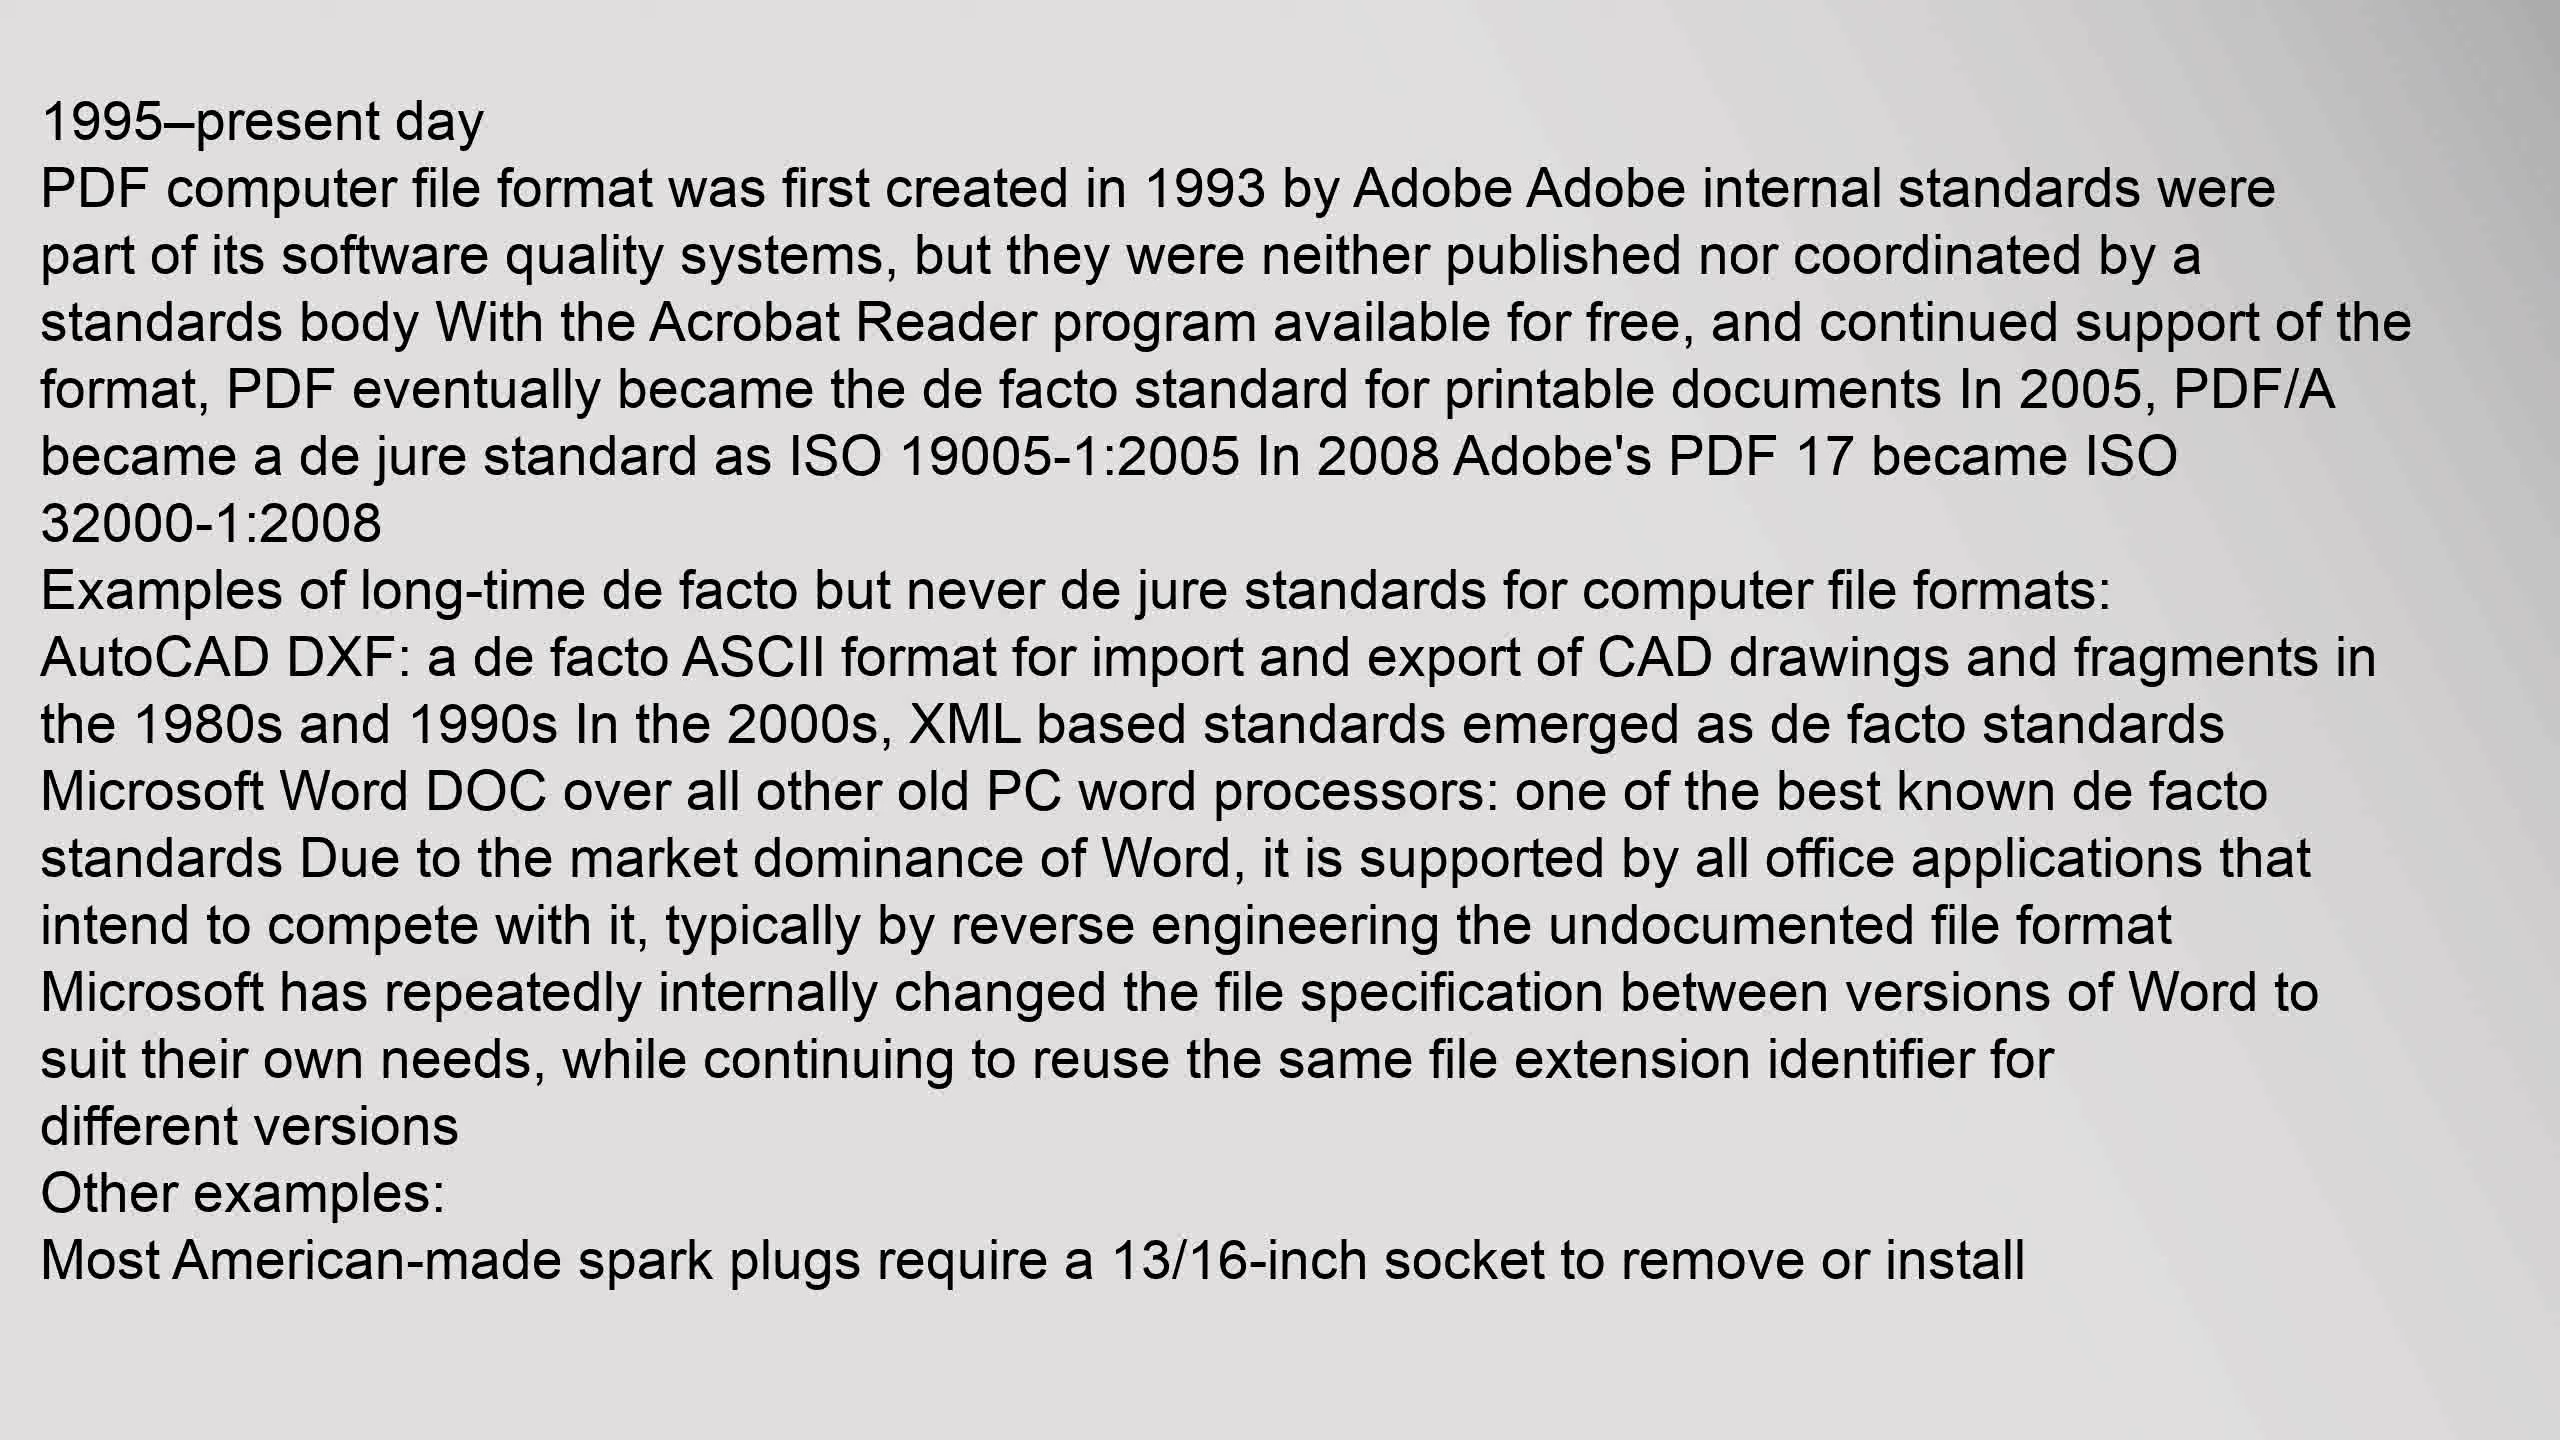 1995–present day
PDF computer file format was first created in 1993 by Adobe Adobe internal standards were
part of its software quality systems, but they were neither published nor coordinated by a
standards body With the Acrobat Reader program available for free, and continued support of the
format, PDF eventually became the de facto standard for printable documents In 2005, PDF/A
became a de jure standard as ISO 19005-1:2005 In 2008 Adobe's PDF 17 became ISO
32000-1:2008
Examples of long-time de facto but never de jure standards for computer file formats:
AutoCAD DXF: a de facto ASCII format for import and export of CAD drawings and fragments in
the 1980s and 1990s In the 2000s, XML based standards emerged as de facto standards
Microsoft Word DOC over all other old PC word processors: one of the best known de facto
standards Due to the market dominance of Word, it is supported by all office applications that
intend to compete with it, typically by reverse engineering the undocumented file format
Microsoft has repeatedly internally changed the file specification between versions of Word to
suit their own needs, while continuing to reuse the same file extension identifier for
different versions
Other examples:
Most American-made spark plugs require a 13/16-inch socket to remove or install